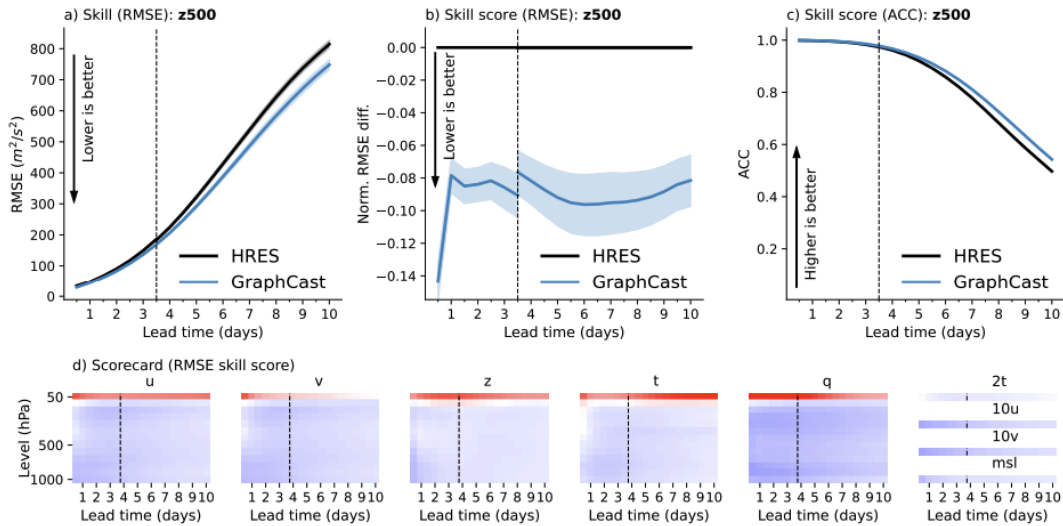 a) Skill (RMSE): z500
800
700
600
500
400
300
200
100
0
RMSE (m²/s²)
Lower is better
HRES
GraphCast
1 2 3 4 5 6 7 8 9 10
Lead time (days)
b) Skill score (RMSE): z500
0.00
−0.02
−0.04
−0.06
−0.08
−0.10
−0.12
−0.14
Norm. RMSE diff.
Lower is better
HRES
GraphCast
1 2 3 4 5 6 7 8 9 10
Lead time (days)
c) Skill score (ACC): z500
1.0
0.8
0.6
0.4
0.2
ACC
Higher is better
HRES
GraphCast
1 2 3 4 5 6 7 8 9 10
Lead time (days)
d) Scorecard (RMSE skill score)
u
v
z
t
q
2t
10u
10v
msl
Level (hPa)
50
500
1000
1 2 3 4 5 6 7 8 9 10
Lead time (days)
1 2 3 4 5 6 7 8 9 10
Lead time (days)
1 2 3 4 5 6 7 8 9 10
Lead time (days)
1 2 3 4 5 6 7 8 9 10
Lead time (days)
1 2 3 4 5 6 7 8 9 10
Lead time (days)
1 2 3 4 5 6 7 8 9 10
Lead time (days)